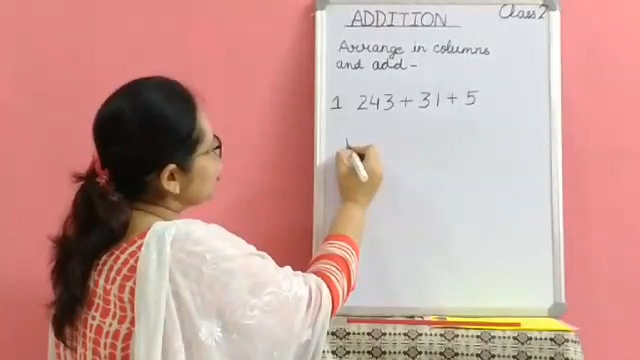 ADDITION Class 2
Arrange in columns
and add -
1 243 + 31 + 5